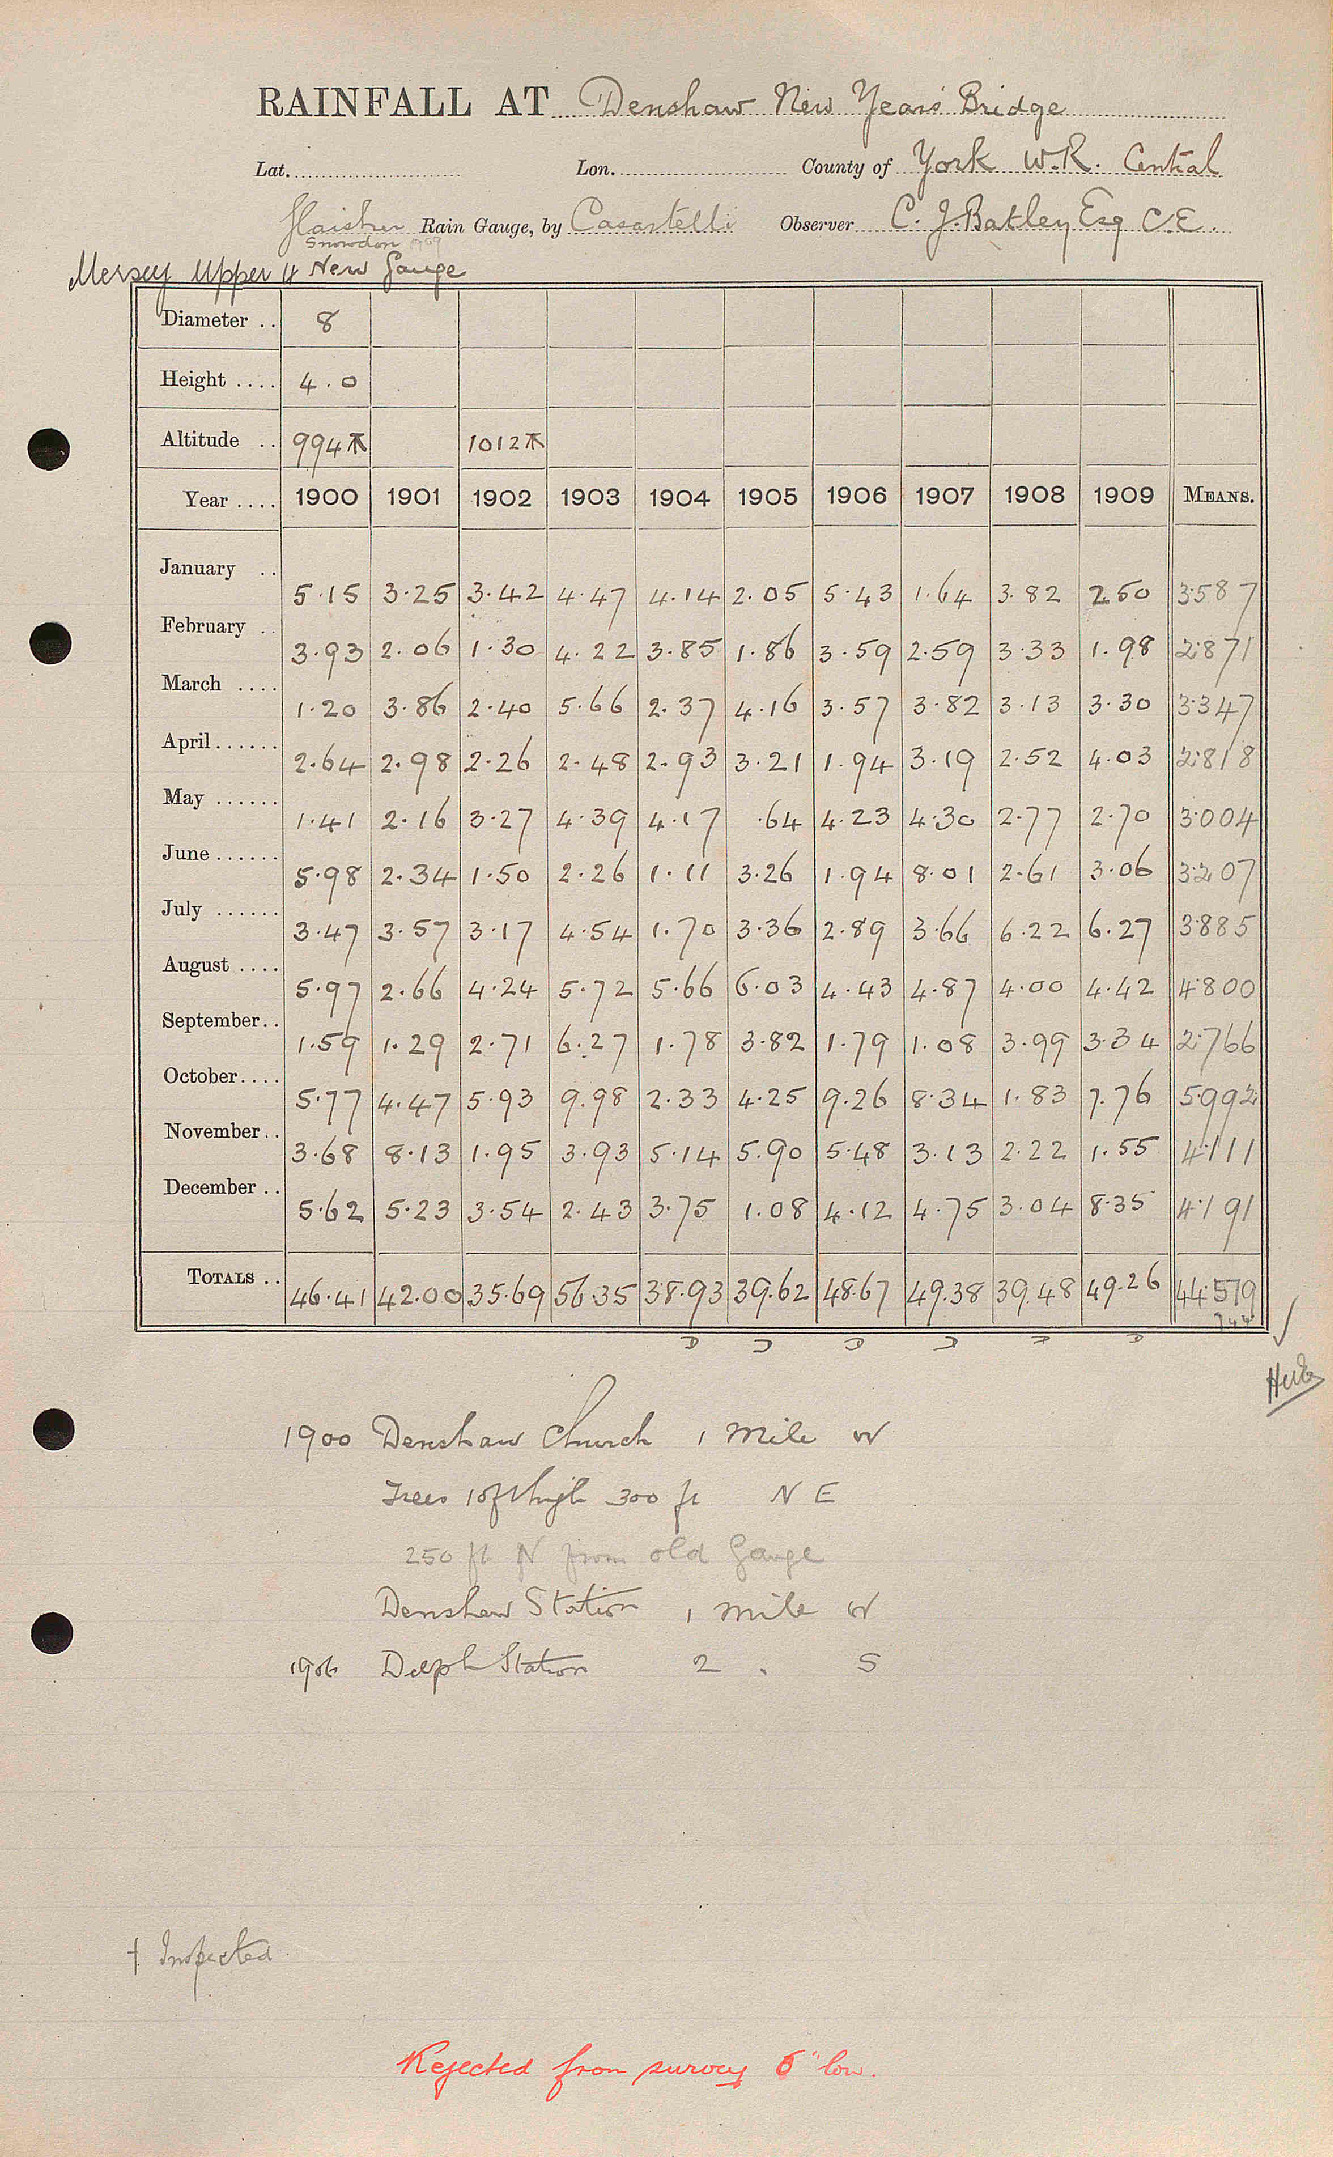 RAINFALL AT Denshaw New Years Bridge
Lat. Lon. County of York W.R. Central
Rain Gauge, by Casartelli Observer C. J. Batley Esq C.E.
Snowdon 1909
Mersey Upper 4 New Gauge
Diameter .. 8
Height .... 4.0
Altitude .. 994 1012
Year .... 1900 1901 1902 1903 1904 1905 1906 1907 1908 1909 MEANS.
January .. 5.15 3.25 3.42 4.47 4.14 2.05 5.43 1.64 3.82 2.50 3.587
February .. 3.93 2.06 1.30 4.22 3.85 1.86 3.59 2.59 3.33 1.98 2.871
March .... 1.20 3.86 2.40 5.66 2.37 4.16 3.57 3.82 3.13 3.30 3.347
April...... 2.64 2.98 2.26 2.48 2.93 3.21 1.94 3.19 2.52 4.03 2.818
May ...... 1.41 2.16 3.27 4.39 4.17 .64 4.23 4.30 2.77 2.70 3.004
June ...... 5.98 2.34 1.50 2.26 1.11 3.26 1.94 8.01 2.61 3.06 3.207
July ...... 3.47 3.57 3.17 4.54 1.70 3.36 2.89 3.66 6.22 6.27 3.885
August .... 5.97 2.66 4.24 5.72 5.66 6.03 4.43 4.87 4.00 4.42 4.800
September.. 1.59 1.29 2.71 6.27 1.78 3.82 1.79 1.08 3.99 3.34 2.766
October.... 5.77 4.47 5.93 9.98 2.33 4.25 9.26 8.34 1.83 7.76 5.992
November.. 3.68 8.13 1.95 3.93 5.14 5.90 5.48 3.13 2.22 1.55 4.111
December .. 5.62 5.23 3.54 2.43 3.75 1.08 4.12 4.75 3.04 8.35 4.191
TOTALS .. 46.41 42.00 35.69 56.35 38.93 39.62 48.67 49.38 39.48 49.26 44.579
1900 Denshaw Church 1 mile W
Trees 10ft high 300 ft N E
250 ft N from old Gauge
Denshaw Station 1 mile W
1906 Delph Station 2 " S
† Inspected
Rejected from survey 5" low.